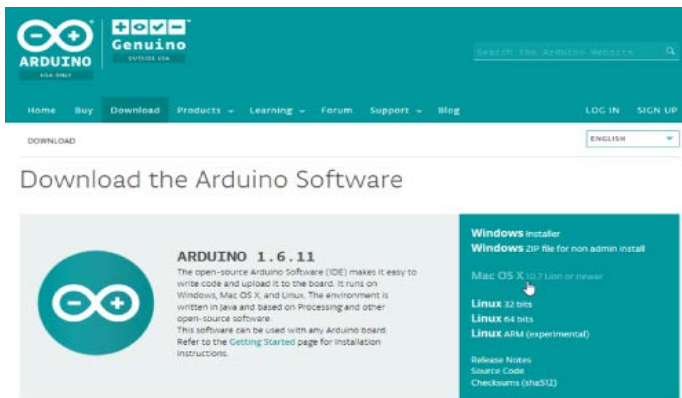 ARDUINO
USA ONLY
Genuino
OUTSIDE USA
Search the Arduino Website
Home Buy Download Products Learning Forum Support Blog LOG IN SIGN UP
DOWNLOAD
ENGLISH
Download the Arduino Software
ARDUINO 1.6.11
The open-source Arduino Software (IDE) makes it easy to
write code and upload it to the board. It runs on
Windows, Mac OS X, and Linux. The environment is
written in Java and based on Processing and other
open-source software.
This software can be used with any Arduino board.
Refer to the Getting Started page for Installation
instructions.
Windows Installer
Windows ZIP file for non admin install
Mac OS X 10.7 Lion or newer
Linux 32 bits
Linux 64 bits
Linux ARM (experimental)
Release Notes
Source Code
Checksums (sha512)